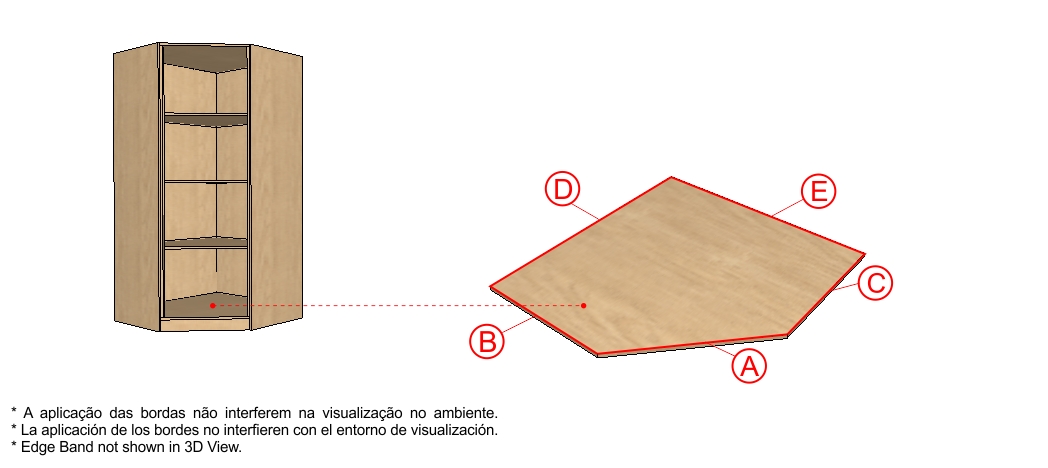 D
E
C
B
A
* A aplicação das bordas não interferem na visualização no ambiente.
* La aplicación de los bordes no interfieren con el entorno de visualización.
* Edge Band not shown in 3D View.